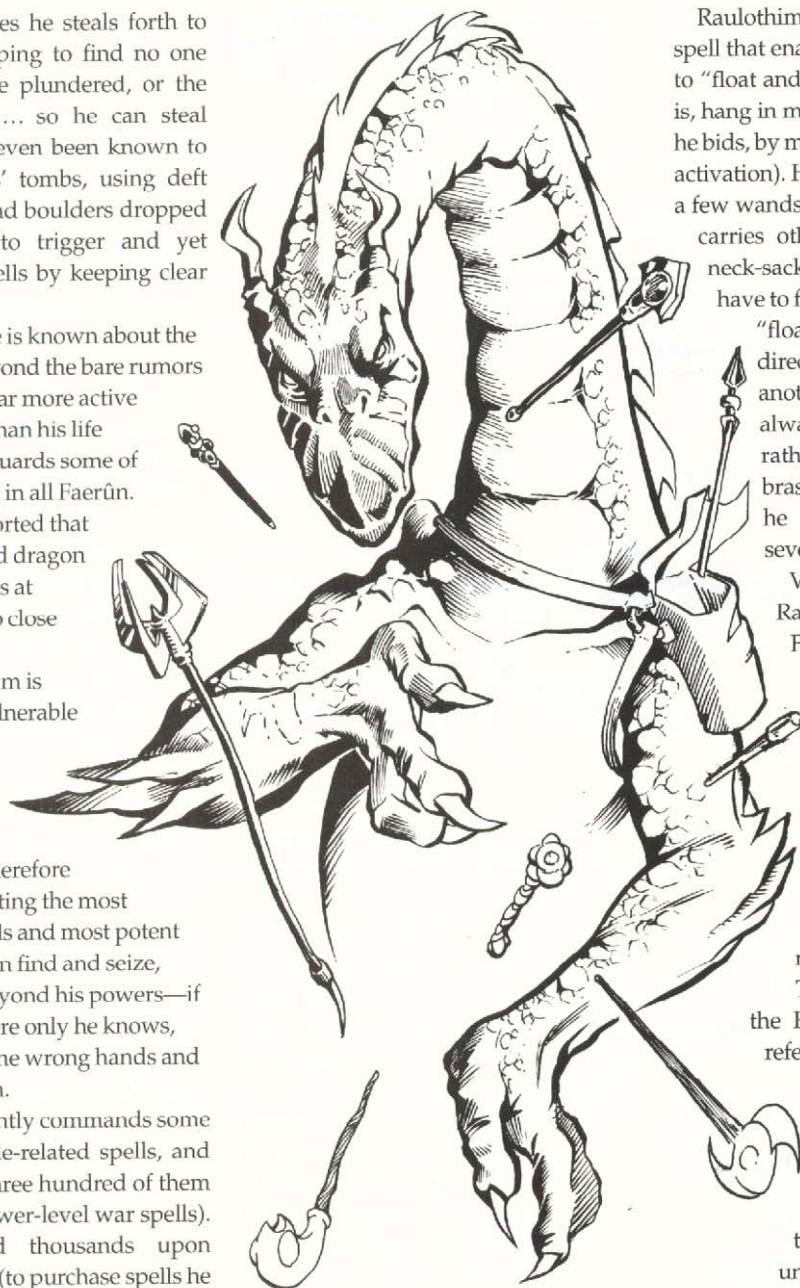 es he steals forth to
ping to find no one
e plundered, or the
... so he can steal
even been known to
' tombs, using deft
nd boulders dropped
to trigger and yet
ells by keeping clear
e is known about the
yond the bare rumors
ar more active
han his life
uards some of
in all Faerûn.
orted that
d dragon
s at
o close
m is
lnerable
herefore
ting the most
ls and most potent
n find and seize,
yond his powers—if
re only he knows,
he wrong hands and
n.
ntly commands some
le-related spells, and
hree hundred of them
wer-level war spells).
d thousands upon
(to purchase spells he
Raulothim
spell that ena
to "float and
is, hang in m
he bids, by m
activation). H
a few wands
carries oth
neck-sack
have to f
"floa
direc
anot
alwa
rath
bras
he
seve
V
Ra
F
r
T
the E
refe
t
un